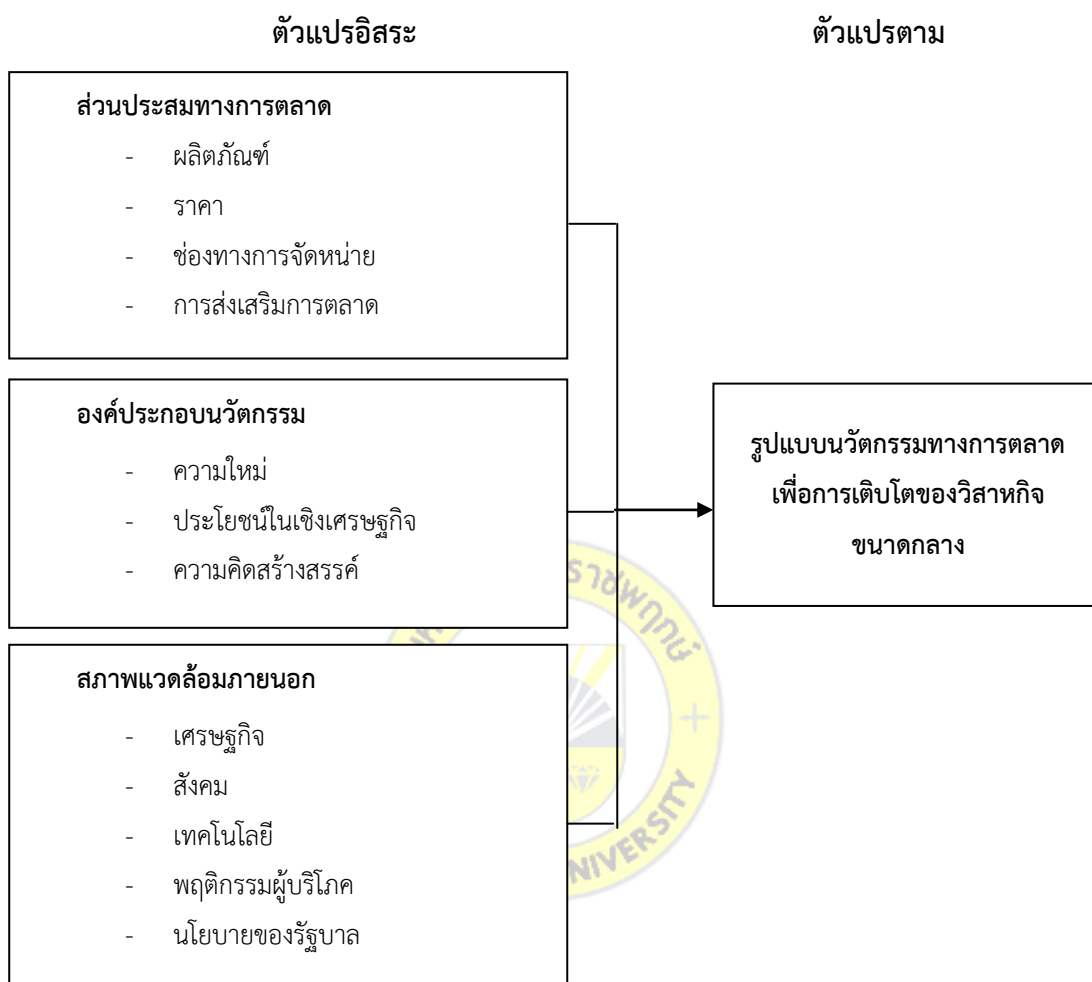 ตัวแปรอิสระ
ตัวแปรตาม
ส่วนประสมทางการตลาด
- ผลิตภัณฑ์
- ราคา
- ช่องทางการจัดหน่าย
- การส่งเสริมการตลาด
องค์ประกอบนวัตกรรม
- ความใหม่
- ประโยชน์ในเชิงเศรษฐกิจ
- ความคิดสร้างสรรค์
สภาพแวดล้อมภายนอก
- เศรษฐกิจ
- สังคม
- เทคโนโลยี
- พฤติกรรมผู้บริโภค
- นโยบายของรัฐบาล
รูปแบบนวัตกรรมทางการตลาด
เพื่อการเติบโตของวิสาหกิจ
ขนาดกลาง
ราชพฤกษ์
UNIVERSITY